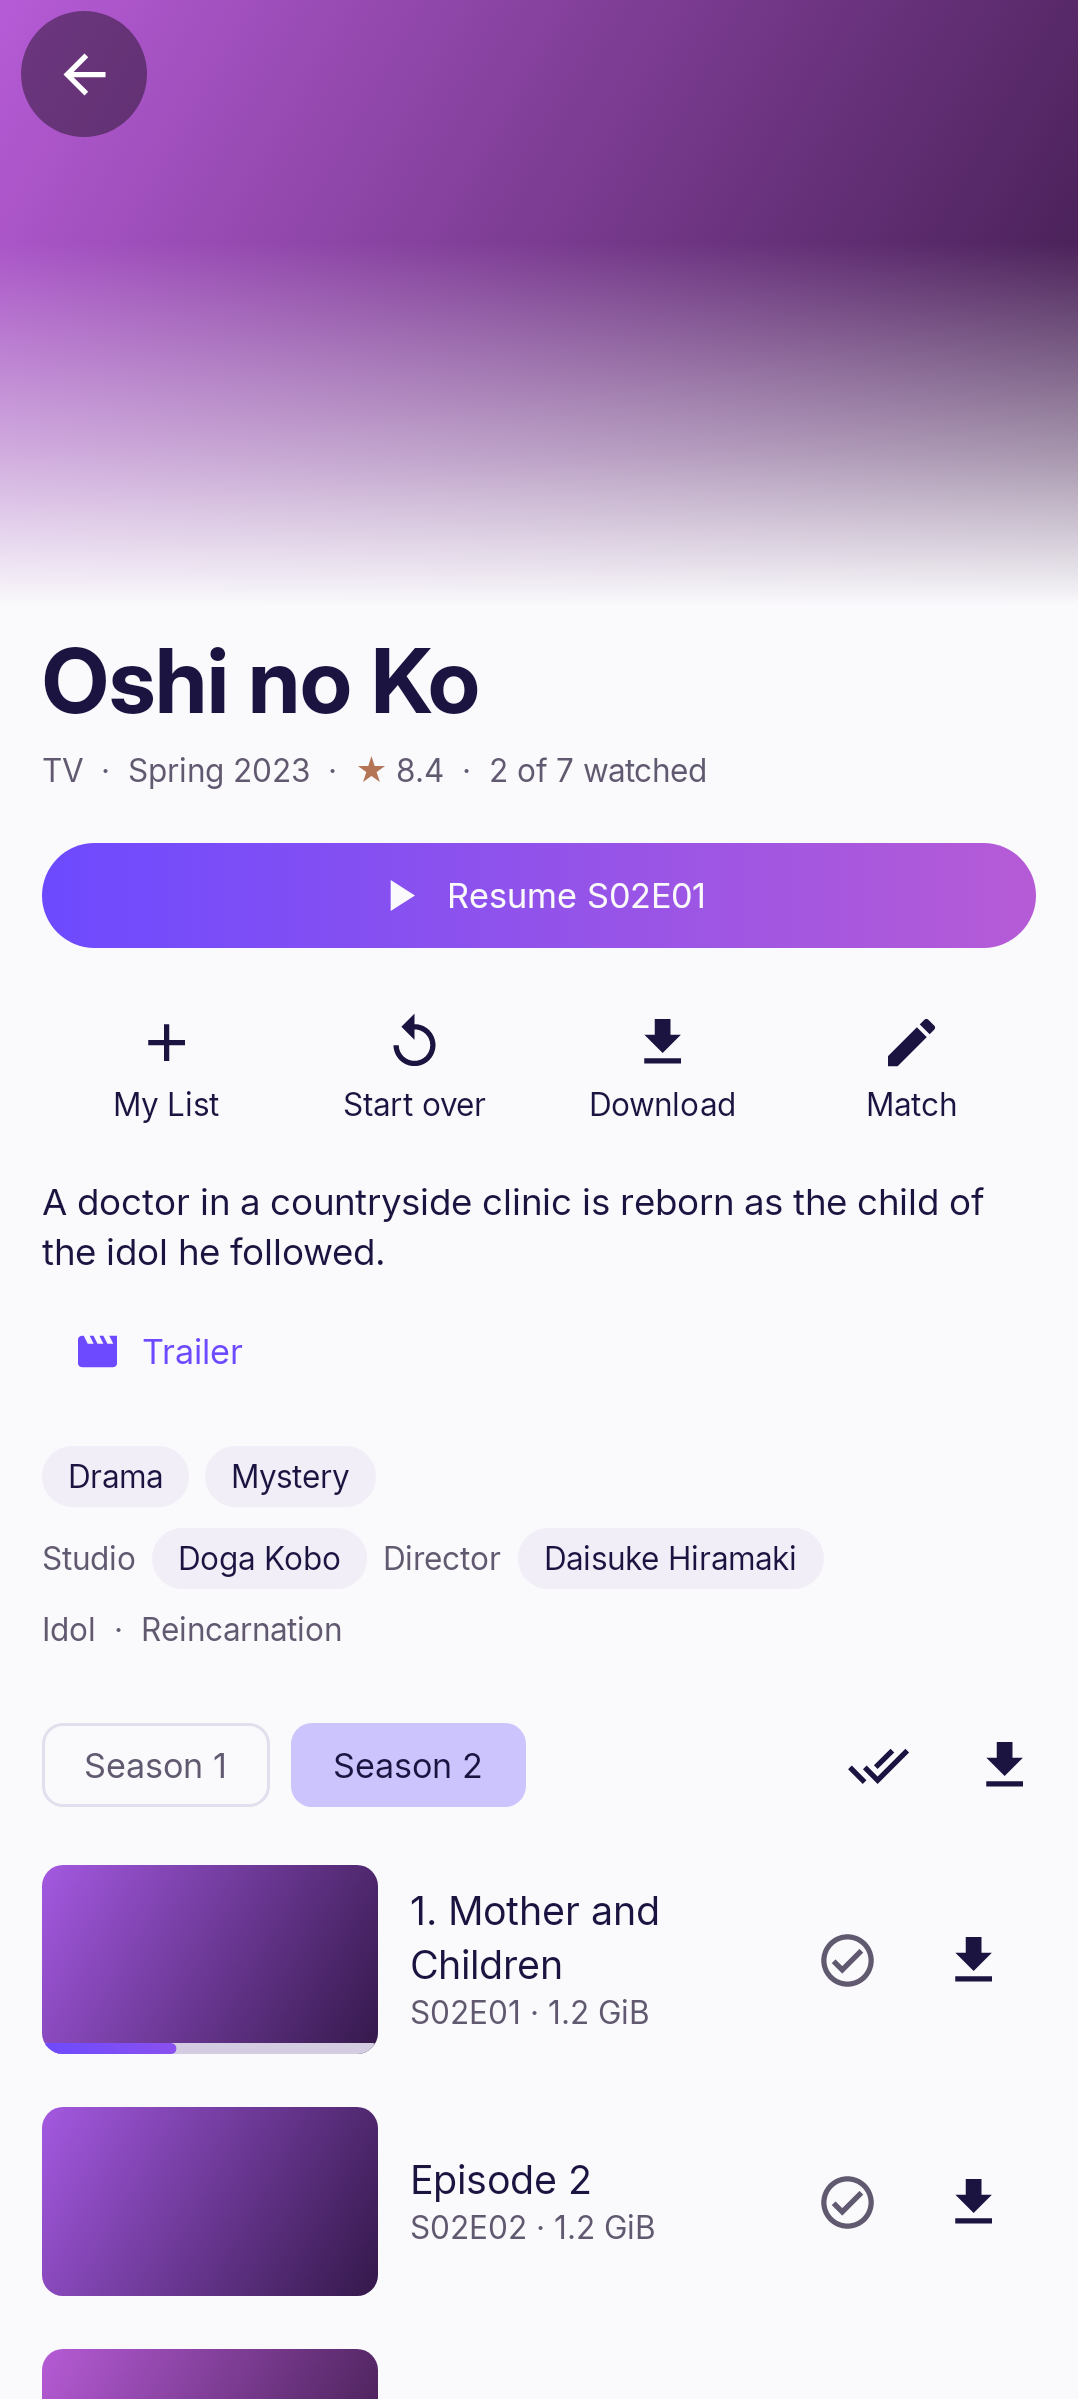 Oshi no Ko
TV · Spring 2023 · ★ 8.4 · 2 of 7 watched
Resume S02E01
My List Start over Download Match
A doctor in a countryside clinic is reborn as the child of
the idol he followed.
Trailer
Drama Mystery
Studio Doga Kobo Director Daisuke Hiramaki
Idol · Reincarnation
Season 1 Season 2
1. Mother and
Children
S02E01 · 1.2 GiB
Episode 2
S02E02 · 1.2 GiB